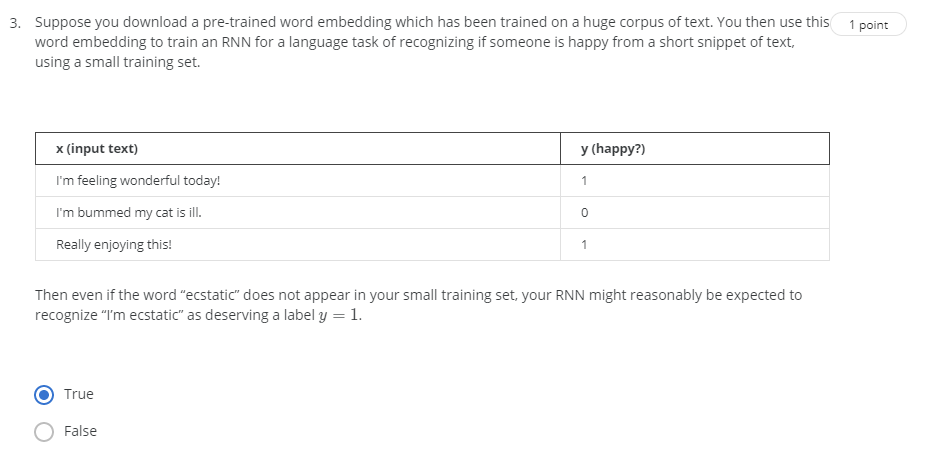 3. Suppose you download a pre-trained word embedding which has been trained on a huge corpus of text. You then use this 1 point
word embedding to train an RNN for a language task of recognizing if someone is happy from a short snippet of text,
using a small training set.
x (input text) y (happy?)
I'm feeling wonderful today! 1
I'm bummed my cat is ill. 0
Really enjoying this! 1
Then even if the word “ecstatic” does not appear in your small training set, your RNN might reasonably be expected to
recognize “I’m ecstatic” as deserving a label y = 1.
True
False